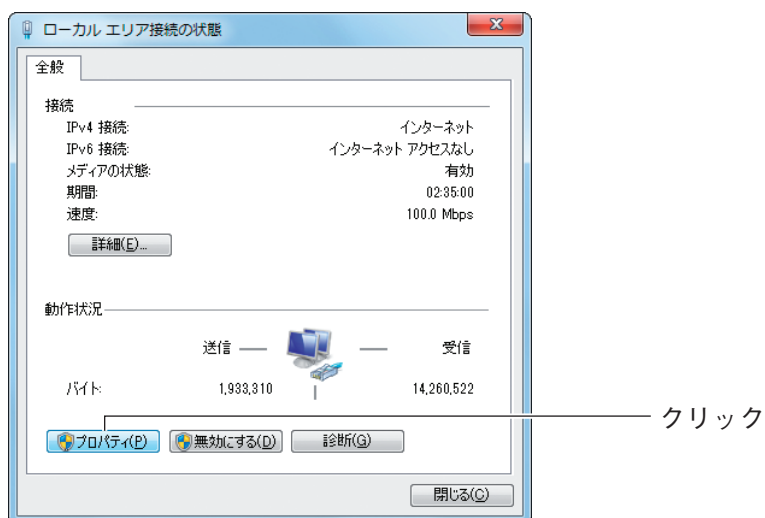 ローカル エリア接続の状態
全般
接続
IPv4 接続: インターネット
IPv6 接続: インターネット アクセスなし
メディアの状態: 有効
期間: 02:35:00
速度: 100.0 Mbps
詳細(E)...
動作状況
送信 受信
バイト: 1,933,310 14,260,522
クリック
プロパティ(P) 無効にする(D) 診断(G)
閉じる(C)